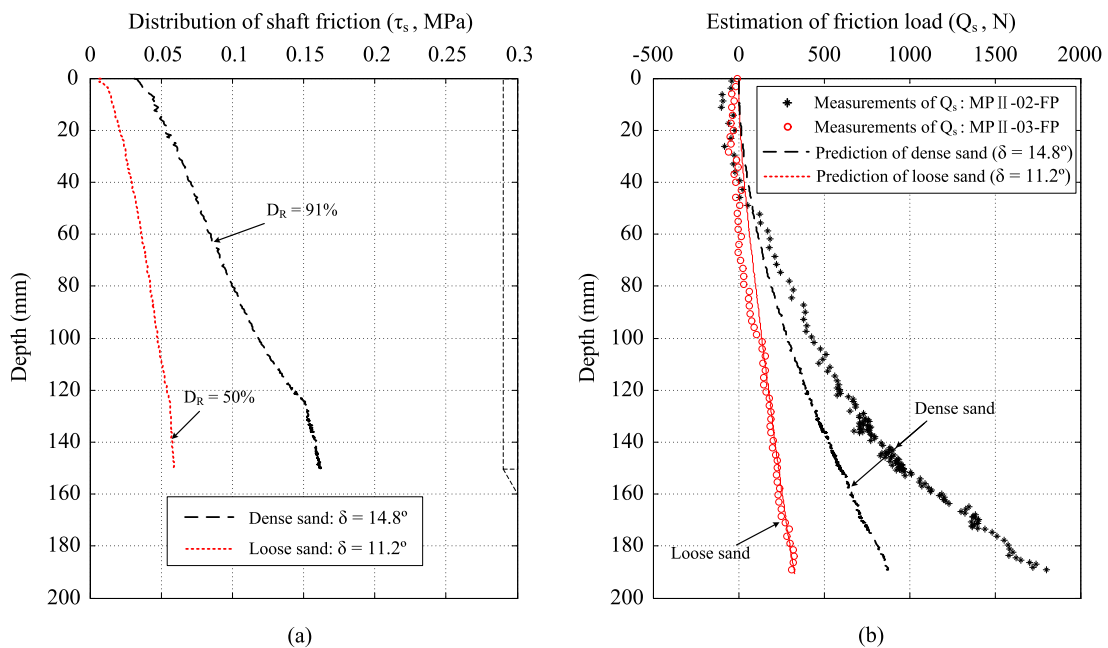 Distribution of shaft friction (τs , MPa)
0 0.05 0.1 0.15 0.2 0.25 0.3
0
20
40
60
80
100
120
140
160
180
200
Depth (mm)
DR = 91%
DR = 50%
Dense sand: δ = 14.8º
Loose sand: δ = 11.2º
(a)
Estimation of friction load (Qs , N)
-500 0 500 1000 1500 2000
0
20
40
60
80
100
120
140
160
180
200
Depth (mm)
Measurements of Qs : MPⅡ-02-FP
Measurements of Qs : MPⅡ-03-FP
Prediction of dense sand (δ = 14.8º)
Prediction of loose sand (δ = 11.2º)
Dense sand
Loose sand
(b)